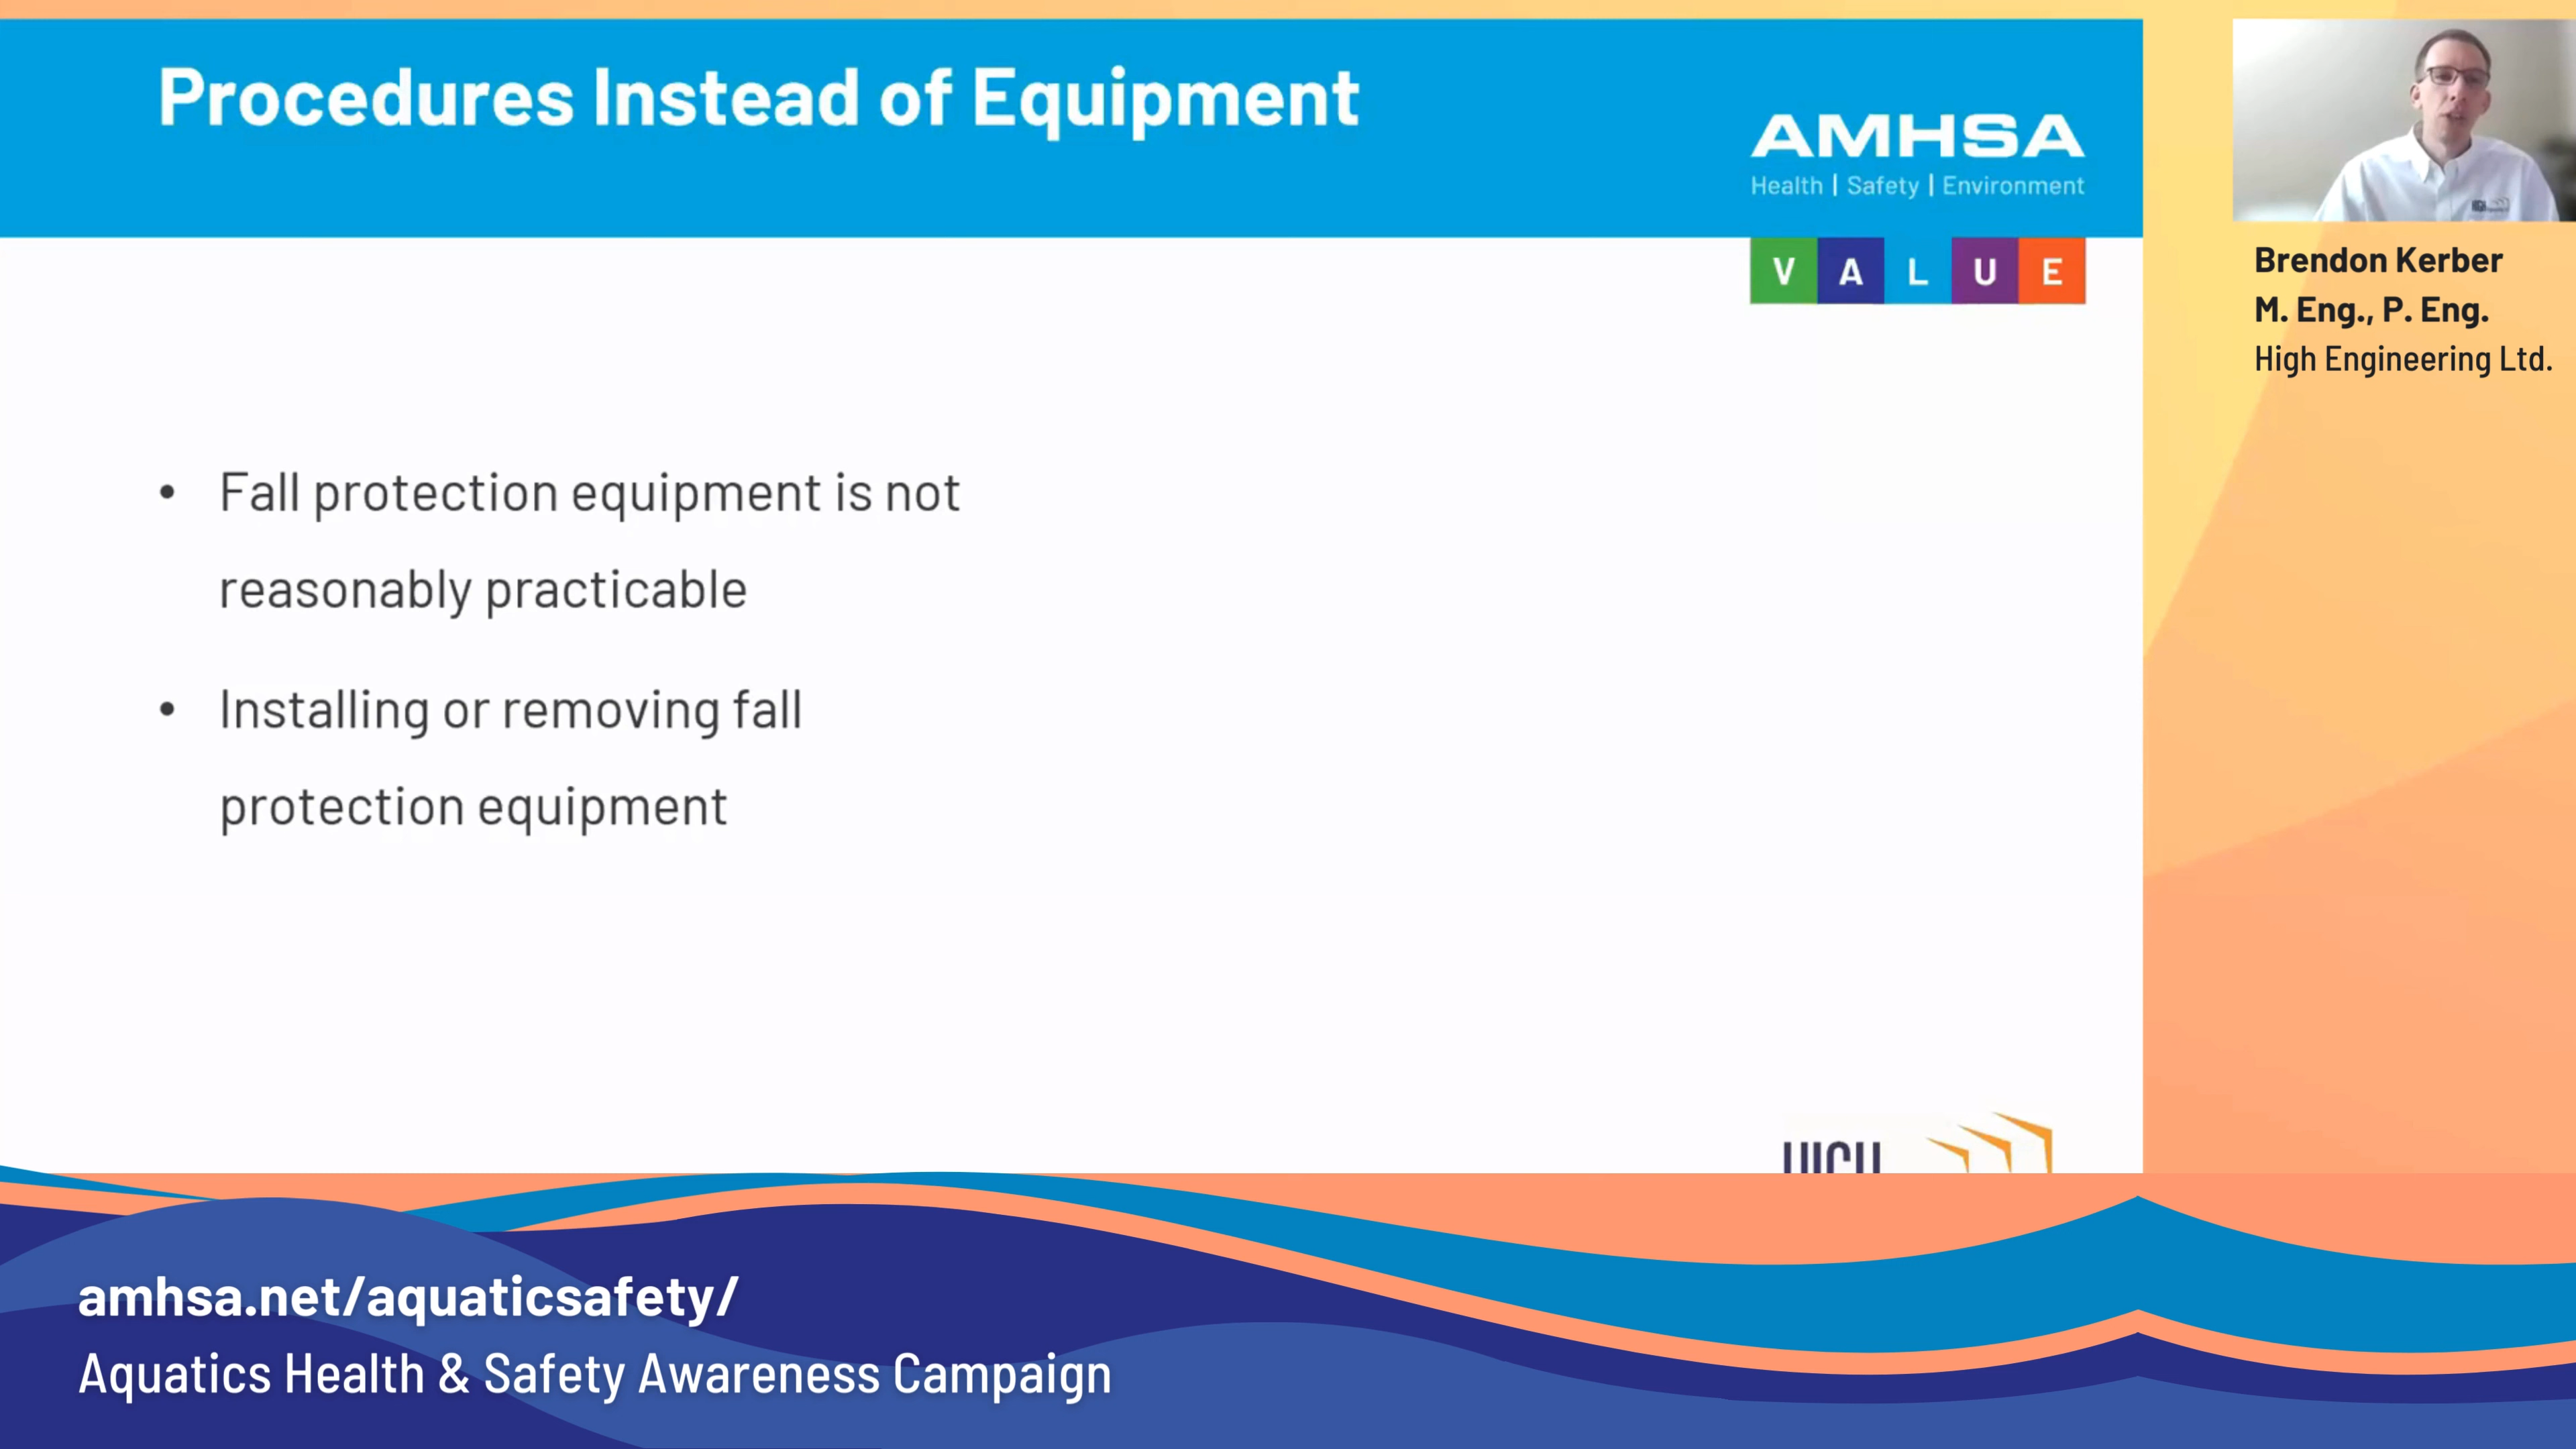 Procedures Instead of Equipment
AMHSA
Health | Safety | Environment
V A L U E
• Fall protection equipment is not
reasonably practicable
• Installing or removing fall
protection equipment
Brendon Kerber
M. Eng., P. Eng.
High Engineering Ltd.
amhsa.net/aquaticsafety/
Aquatics Health & Safety Awareness Campaign